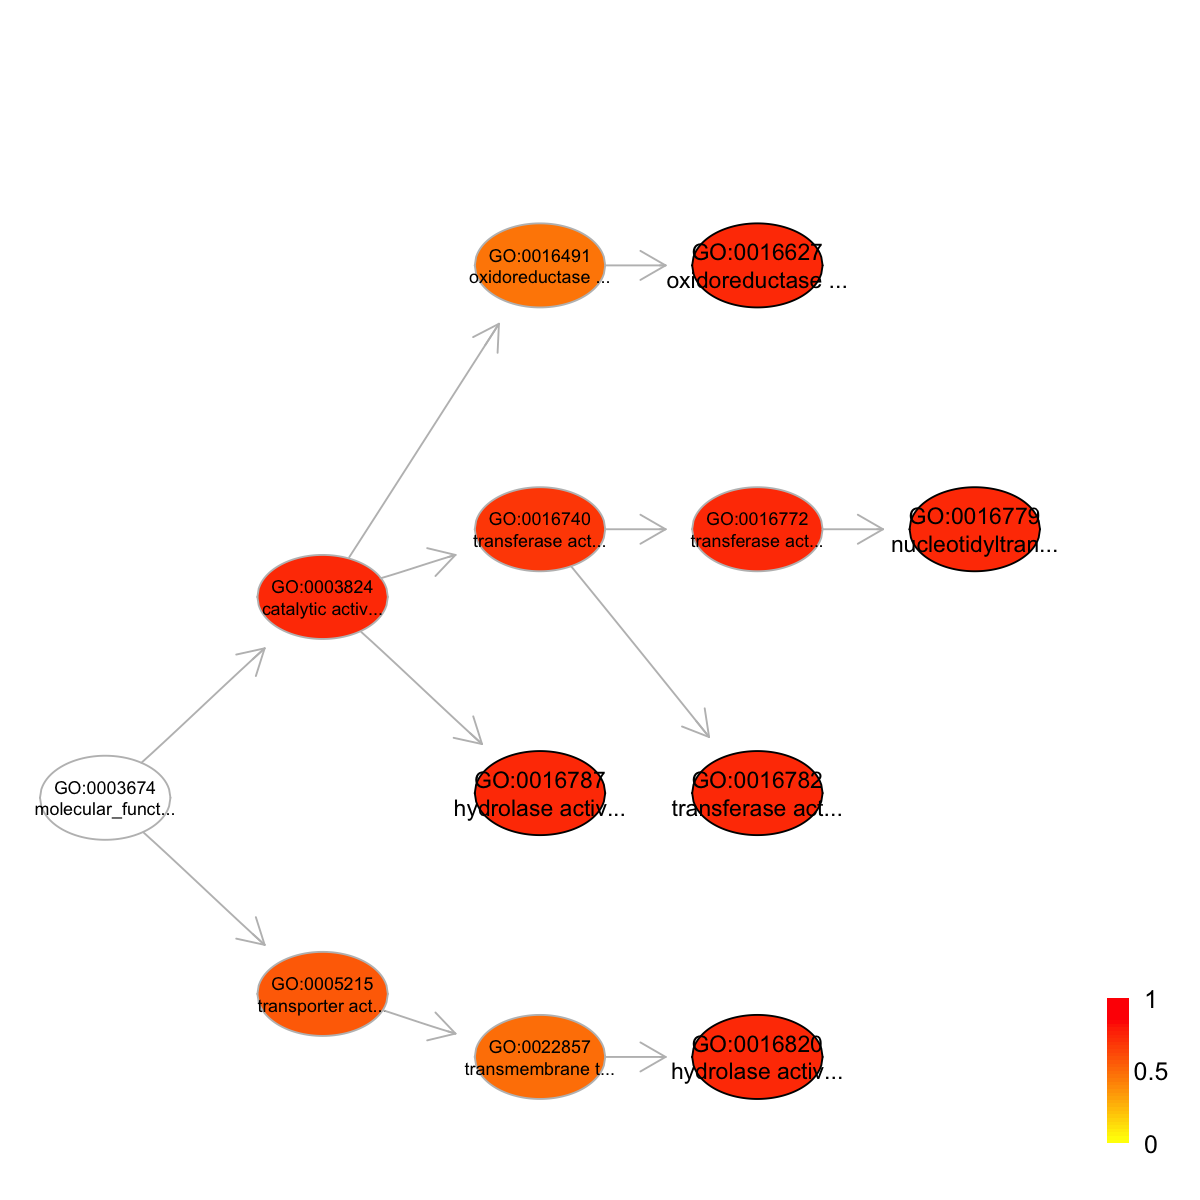 GO:0016491
oxidoreductase ...
GO:0016627
oxidoreductase ...
GO:0016740
transferase act...
GO:0016772
transferase act...
GO:0016779
nucleotidyltran...
GO:0003824
catalytic activ...
GO:0016787
hydrolase activ...
GO:0016782
transferase act...
GO:0003674
molecular_funct...
GO:0005215
transporter act...
GO:0022857
transmembrane t...
GO:0016820
hydrolase activ...
1
0.5
0